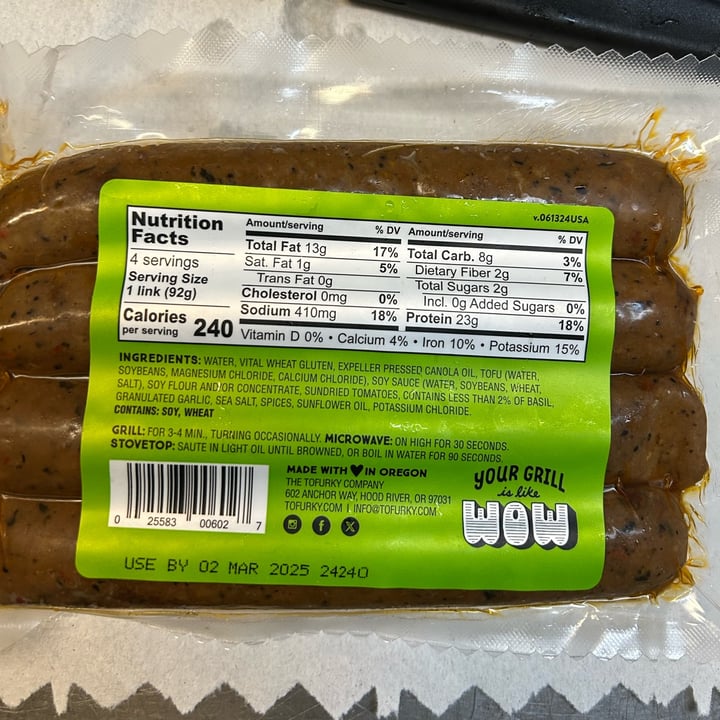 v.061324USA
Nutrition
Facts
4 servings
Serving Size
1 link (92g)
Calories
per serving 240
Amount/serving % DV
Total Fat 13g 17%
Sat. Fat 1g 5%
Trans Fat 0g
Cholesterol 0mg 0%
Sodium 410mg 18%
Amount/serving % DV
Total Carb. 8g 3%
Dietary Fiber 2g 7%
Total Sugars 2g
Incl. 0g Added Sugars 0%
Protein 23g 18%
Vitamin D 0% • Calcium 4% • Iron 10% • Potassium 15%
INGREDIENTS: WATER, VITAL WHEAT GLUTEN, EXPELLER PRESSED CANOLA OIL, TOFU (WATER,
SOYBEANS, MAGNESIUM CHLORIDE, CALCIUM CHLORIDE), SOY SAUCE (WATER, SOYBEANS, WHEAT,
SALT), SOY FLOUR AND/OR CONCENTRATE, SUNDRIED TOMATOES, CONTAINS LESS THAN 2% OF BASIL,
GRANULATED GARLIC, SEA SALT, SPICES, SUNFLOWER OIL, POTASSIUM CHLORIDE.
CONTAINS: SOY, WHEAT
GRILL: FOR 3-4 MIN., TURNING OCCASIONALLY. MICROWAVE: ON HIGH FOR 30 SECONDS.
STOVETOP: SAUTE IN LIGHT OIL UNTIL BROWNED, OR BOIL IN WATER FOR 90 SECONDS.
0 25583 00602 7
MADE WITH ♥ IN OREGON
THE TOFURKY COMPANY
602 ANCHOR WAY, HOOD RIVER, OR 97031
TOFURKY.COM | INFO@TOFURKY.COM
YOUR GRILL
is like
WOW
USE BY 02 MAR 2025 24240